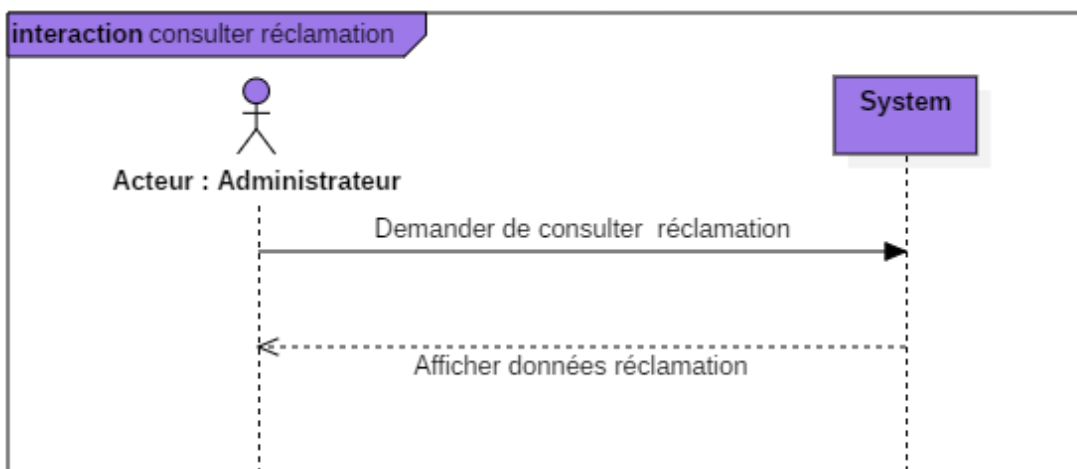 interaction consulter réclamation
System
Acteur : Administrateur
Demander de consulter  réclamation
Afficher données réclamation